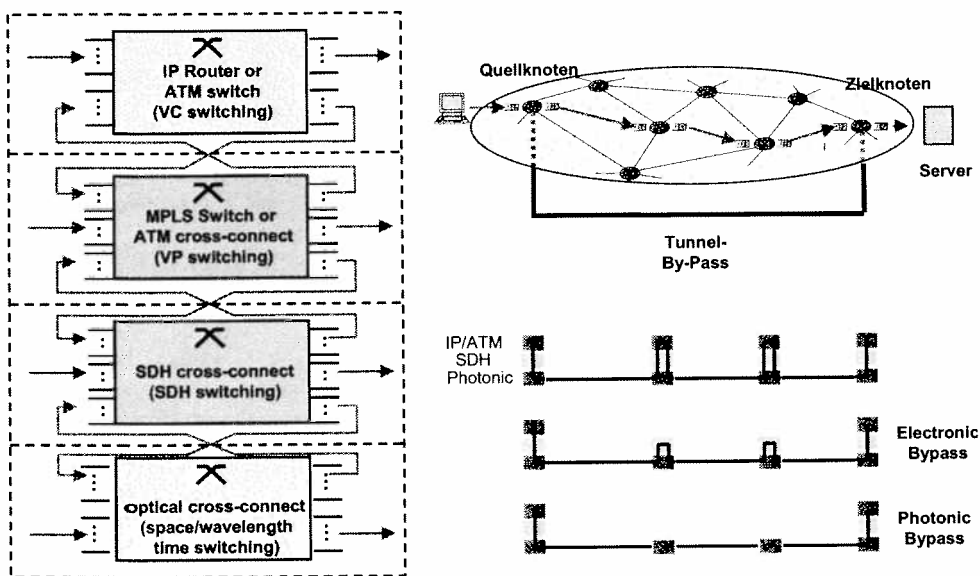 IP Router or
ATM switch
(VC switching)
MPLS Switch or
ATM cross-connect
(VP switching)
SDH cross-connect
(SDH switching)
optical cross-connect
(space/wavelength
time switching)
Quellknoten
Zielknoten
Server
Tunnel-
By-Pass
IP/ATM
SDH
Photonic
Electronic
Bypass
Photonic
Bypass